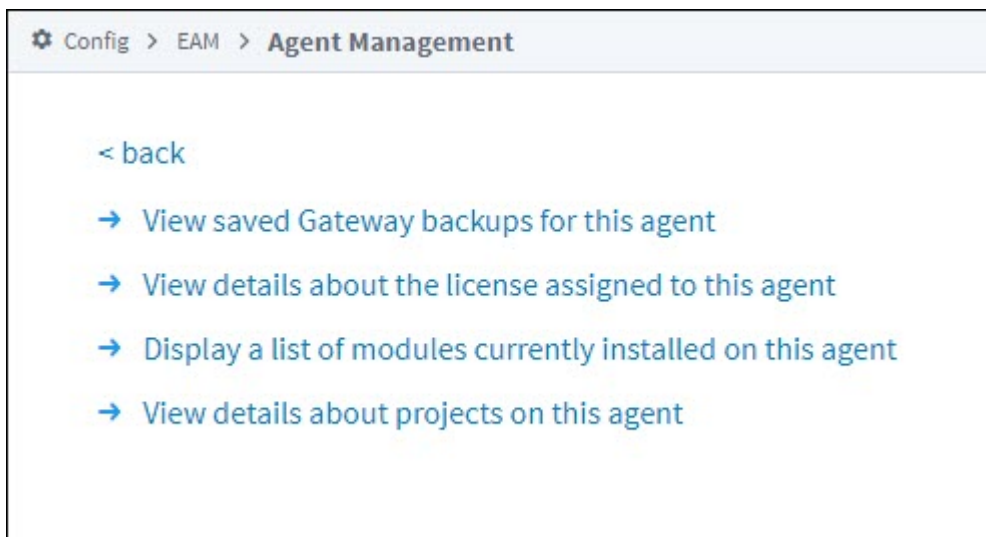 Config > EAM > Agent Management
< back
➔ View saved Gateway backups for this agent
➔ View details about the license assigned to this agent
➔ Display a list of modules currently installed on this agent
➔ View details about projects on this agent